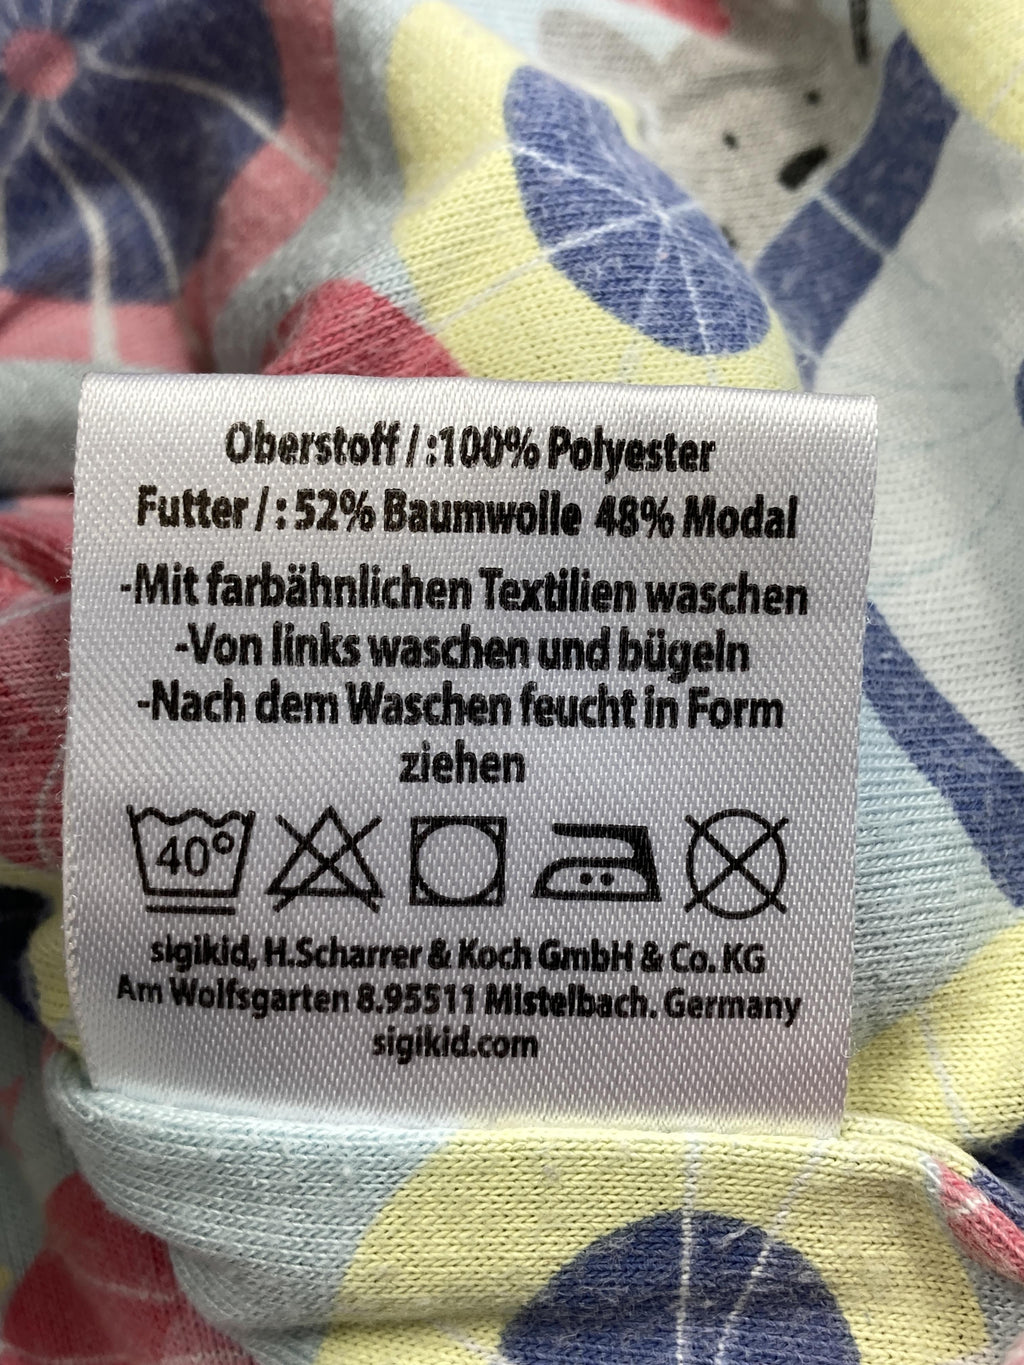 Oberstoff / :100% Polyester
Futter / : 52% Baumwolle 48% Modal
-Mit farbähnlichen Textilien waschen
-Von links waschen und bügeln
-Nach dem Waschen feucht in Form
ziehen
40°
sigikid, H.Scharrer & Koch GmbH & Co. KG
Am Wolfsgarten 8.95511 Mistelbach. Germany
sigikid.com